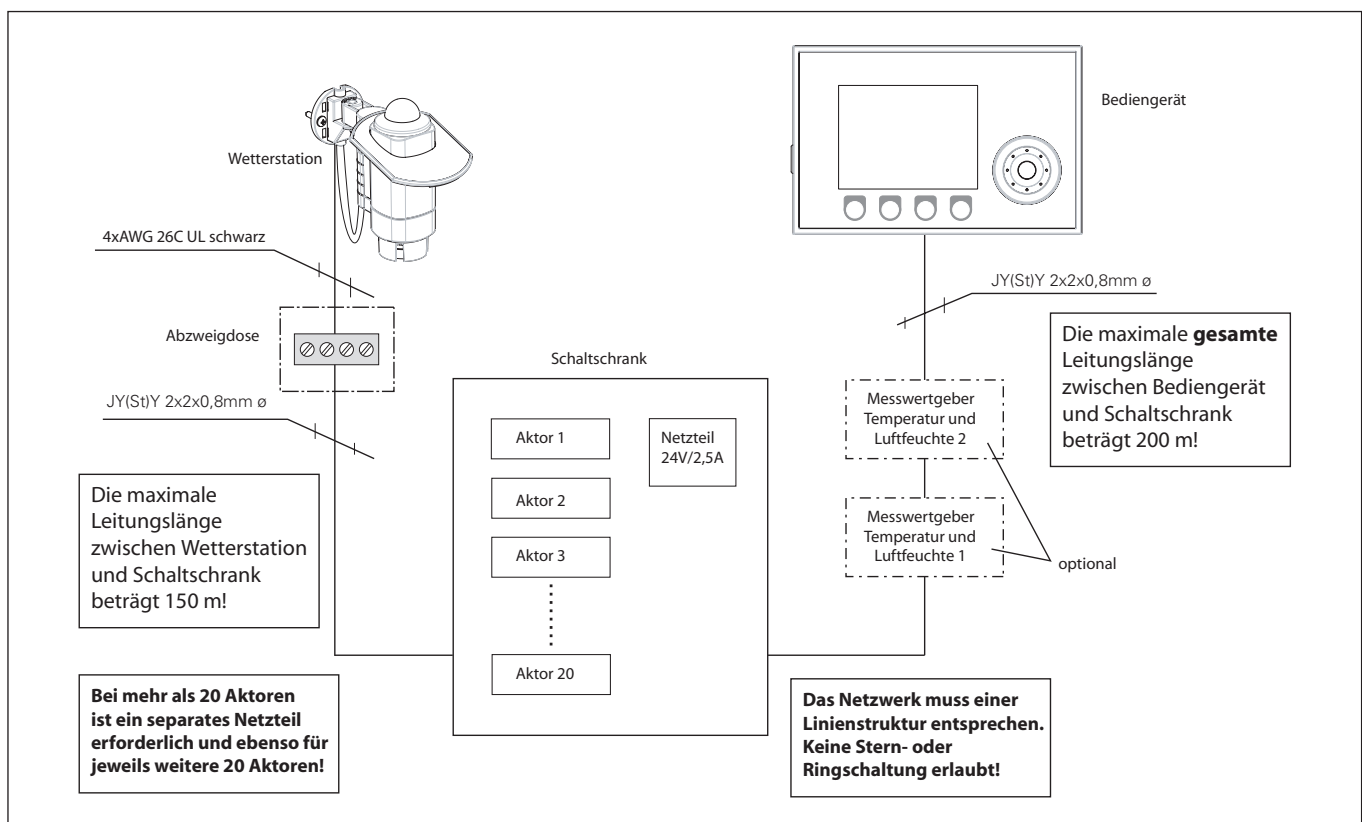 Bediengerät
Wetterstation
4xAWG 26C UL schwarz
JY(St)Y 2x2x0,8mm ø
Abzweigdose
Die maximale gesamte
Leitungslänge
zwischen Bediengerät
und Schaltschrank
beträgt 200 m!
Schaltschrank
JY(St)Y 2x2x0,8mm ø
Messwertgeber
Temperatur und
Luftfeuchte 2
Aktor 1
Netzteil
24V/2,5A
Die maximale
Leitungslänge
zwischen Wetterstation
und Schaltschrank
beträgt 150 m!
Aktor 2
Messwertgeber
Temperatur und
Luftfeuchte 1
Aktor 3
optional
Aktor 20
Bei mehr als 20 Aktoren
ist ein separates Netzteil
erforderlich und ebenso für
jeweils weitere 20 Aktoren!
Das Netzwerk muss einer
Linienstruktur entsprechen.
Keine Stern- oder
Ringschaltung erlaubt!